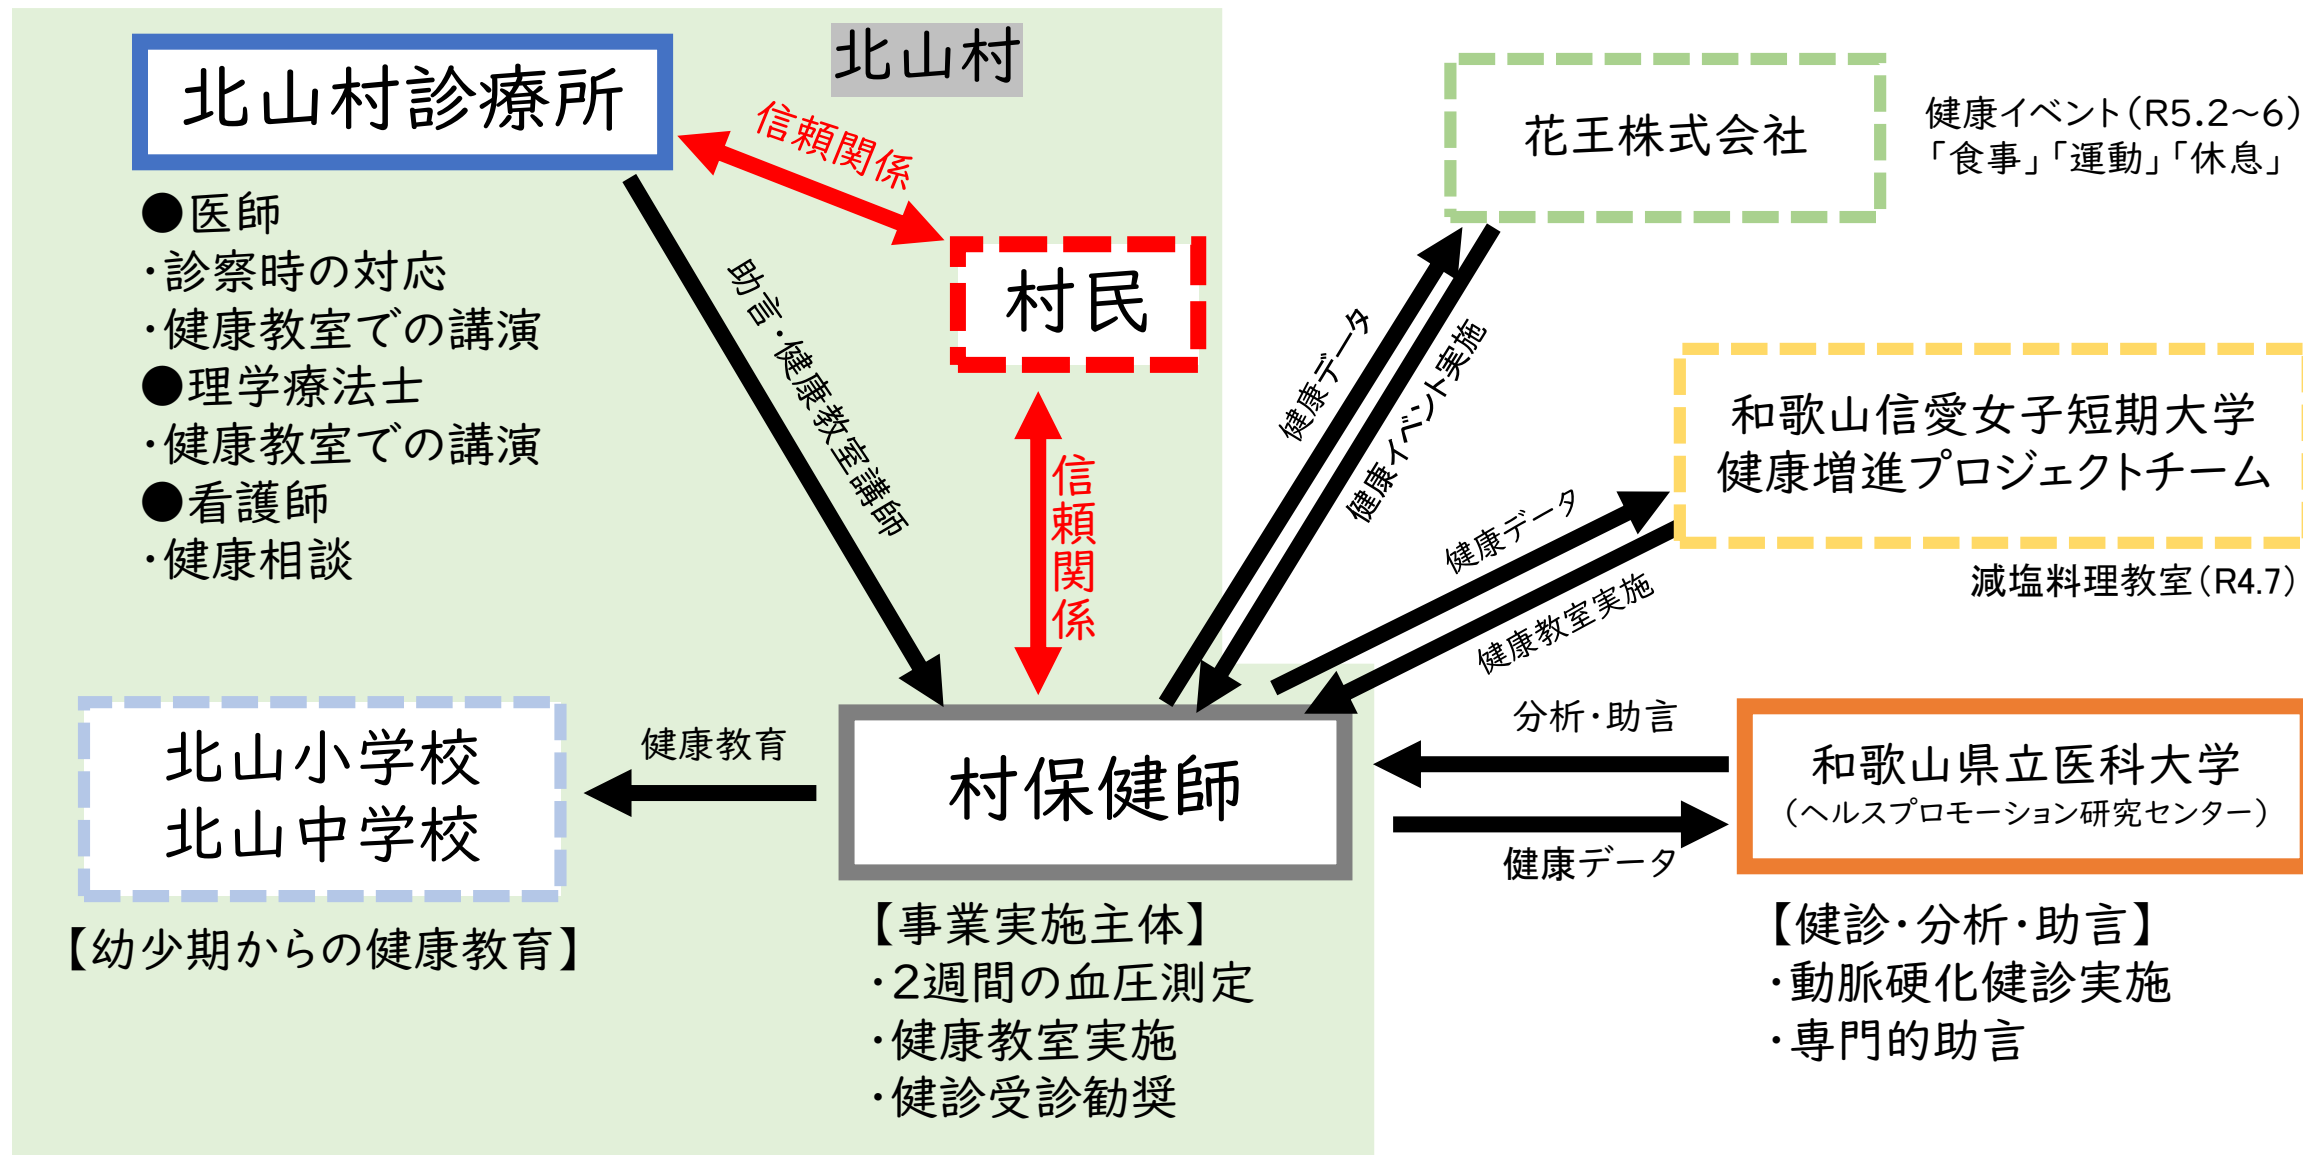 北山村
北山村診療所
●医師
・診察時の対応
・健康教室での講演
●理学療法士
・健康教室での講演
●看護師
・健康相談
信頼関係
村民
助言・健康教室講師
信頼関係
北山小学校
北山中学校
【幼少期からの健康教育】
健康教育
村保健師
【事業実施主体】
・2週間の血圧測定
・健康教室実施
・健診受診勧奨
花王株式会社
健康イベント（R5.2～6）
「食事」「運動」「休息」
健康データ
健康イベント実施
和歌山信愛女子短期大学
健康増進プロジェクトチーム
減塩料理教室（R4.7）
健康データ
健康教室実施
分析・助言
健康データ
和歌山県立医科大学
（ヘルスプロモーション研究センター）
【健診・分析・助言】
・動脈硬化健診実施
・専門的助言